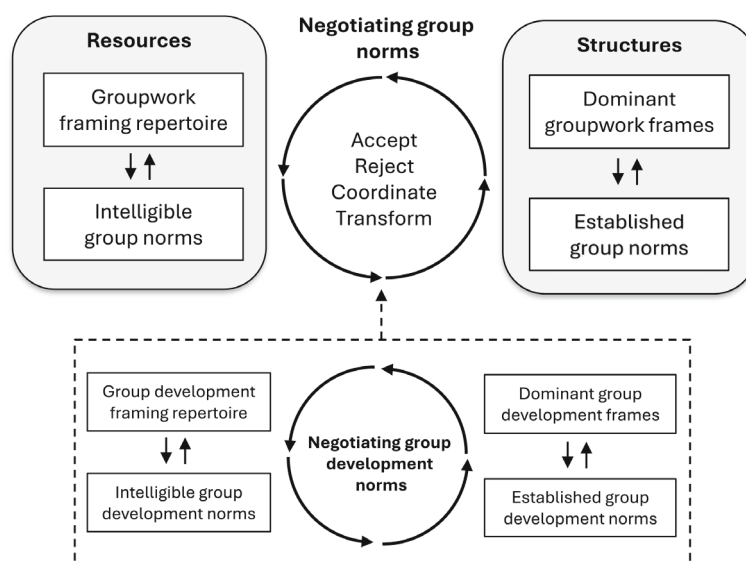 Resources
Groupwork
framing repertoire
Intelligible
group norms
Negotiating group
norms
Accept
Reject
Coordinate
Transform
Structures
Dominant
groupwork frames
Established
group norms
Group development
framing repertoire
Intelligible group
development norms
Negotiating group
development
norms
Dominant group
development frames
Established group
development norms